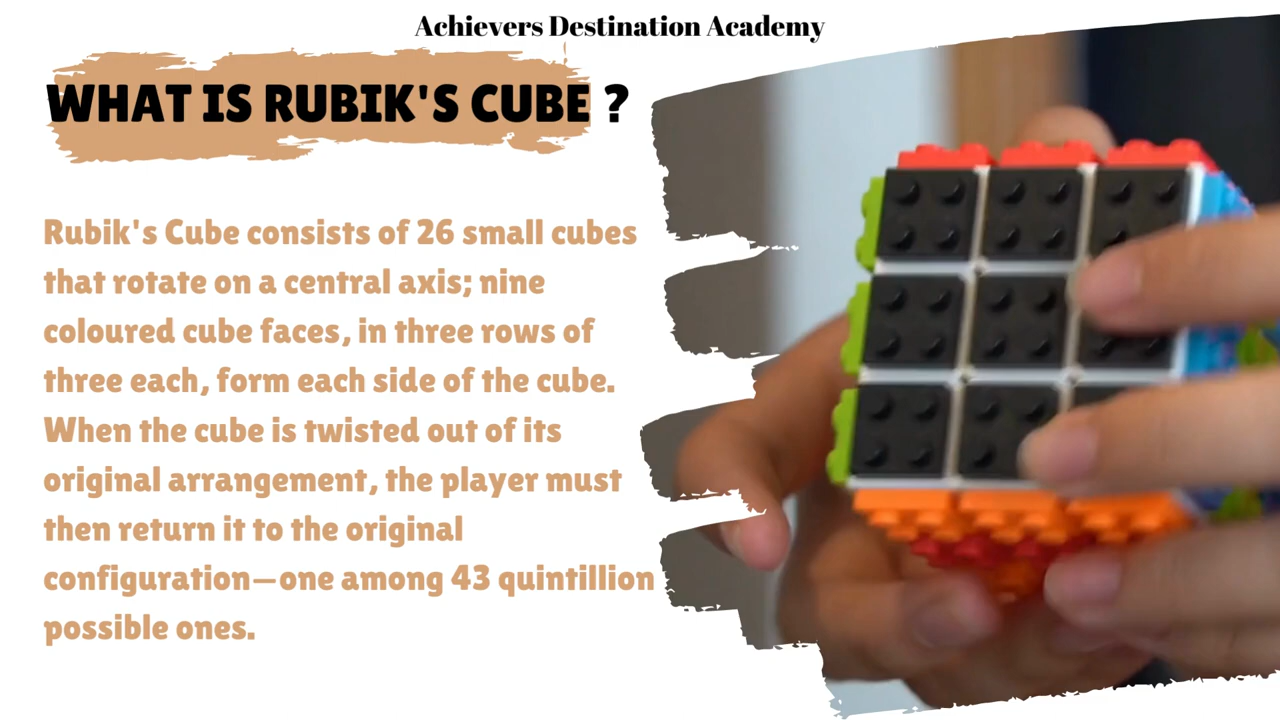 Achievers Destination Academy
WHAT IS RUBIK'S CUBE ?
Rubik's Cube consists of 26 small cubes
that rotate on a central axis; nine
coloured cube faces, in three rows of
three each, form each side of the cube.
When the cube is twisted out of its
original arrangement, the player must
then return it to the original
configuration—one among 43 quintillion
possible ones.